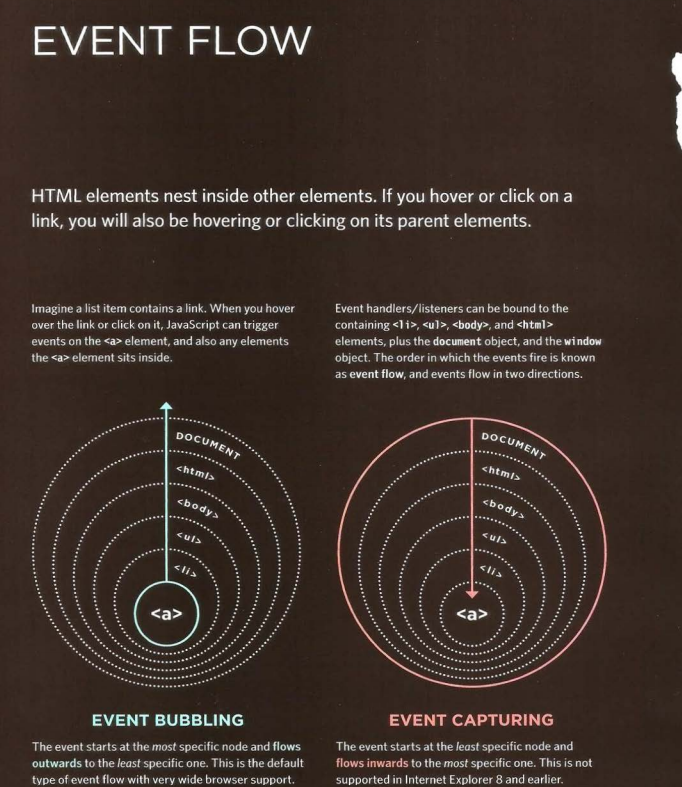 EVENT FLOW
HTML elements nest inside other elements. If you hover or click on a
link, you will also be hovering or clicking on its parent elements.
Imagine a list item contains a link. When you hover
over the link or click on it, JavaScript can trigger
events on the <a> element, and also any elements
the <a> element sits inside.
Event handlers/listeners can be bound to the
containing <li>, <ul>, <body>, and <html>
elements, plus the document object, and the window
object. The order in which the events fire is known
as event flow, and events flow in two directions.
DOCUMENT
<html>
<body>
<ul>
<li>
<a>
EVENT BUBBLING
The event starts at the most specific node and flows
outwards to the least specific one. This is the default
type of event flow with very wide browser support.
DOCUMENT
<html>
<body>
<ul>
<li>
<a>
EVENT CAPTURING
The event starts at the least specific node and
flows inwards to the most specific one. This is not
supported in Internet Explorer 8 and earlier.